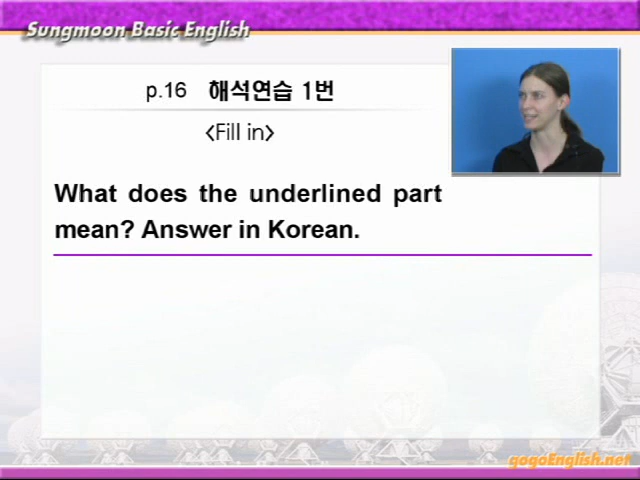 Sungmoon Basic English
p.16 해석연습 1번
<Fill in>
What does the underlined part
mean? Answer in Korean.
gogoEnglish.net